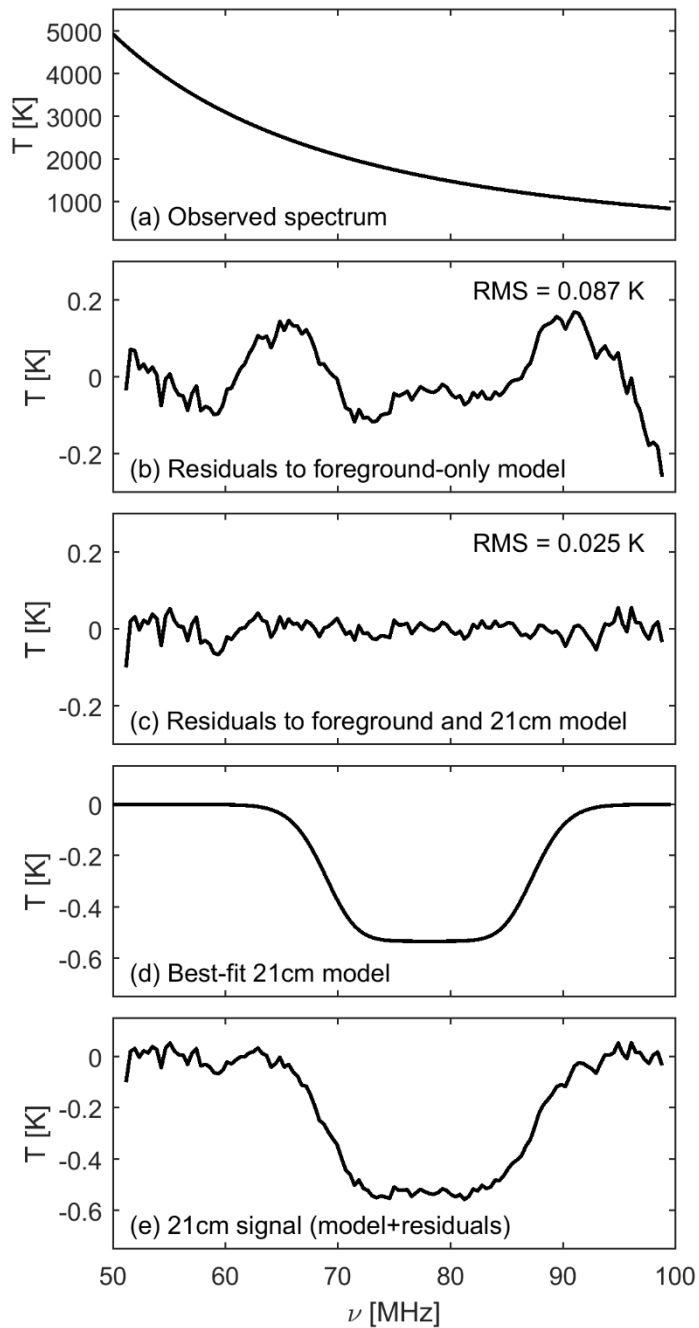 5000
4000
3000
2000
1000
T [K]
(a) Observed spectrum
0.2
0
-0.2
T [K]
RMS = 0.087 K
(b) Residuals to foreground-only model
0.2
0
-0.2
T [K]
RMS = 0.025 K
(c) Residuals to foreground and 21cm model
0
-0.2
-0.4
-0.6
T [K]
(d) Best-fit 21cm model
0
-0.2
-0.4
-0.6
T [K]
(e) 21cm signal (model+residuals)
50 60 70 80 90 100
ν [MHz]